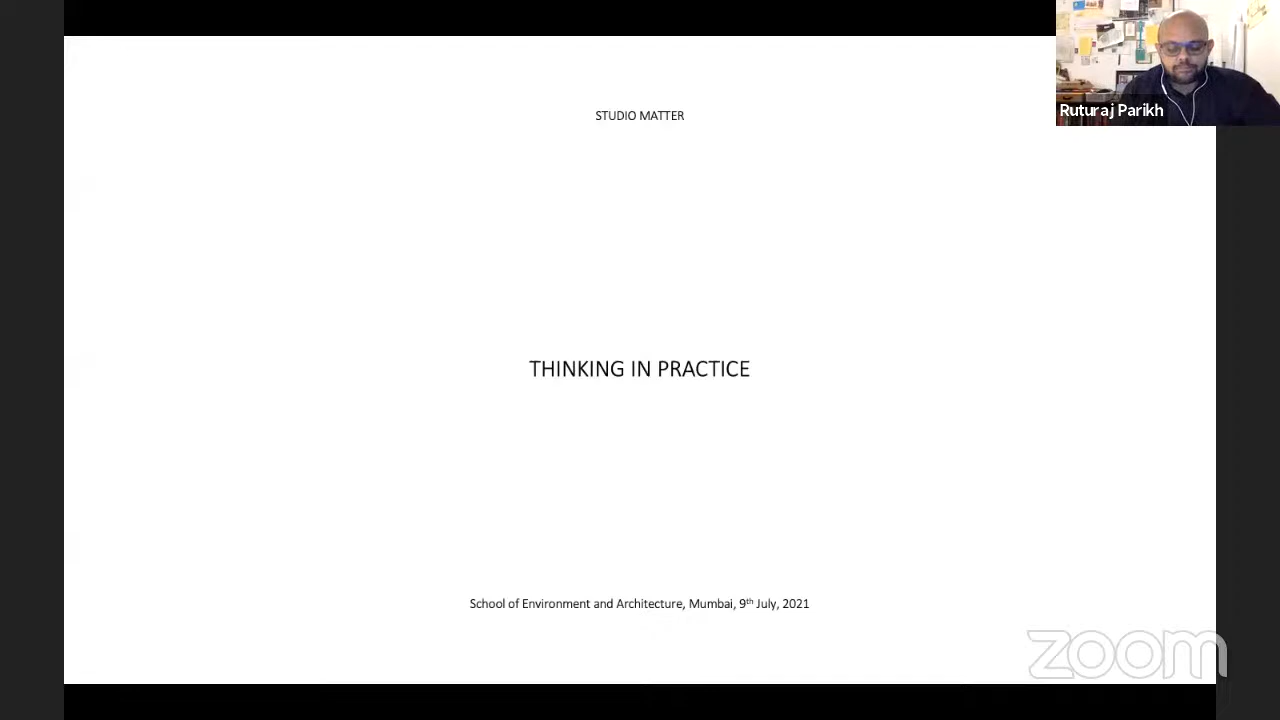 STUDIO MATTER
Ruturaj Parikh
THINKING IN PRACTICE
School of Environment and Architecture, Mumbai, 9th July, 2021
zoom